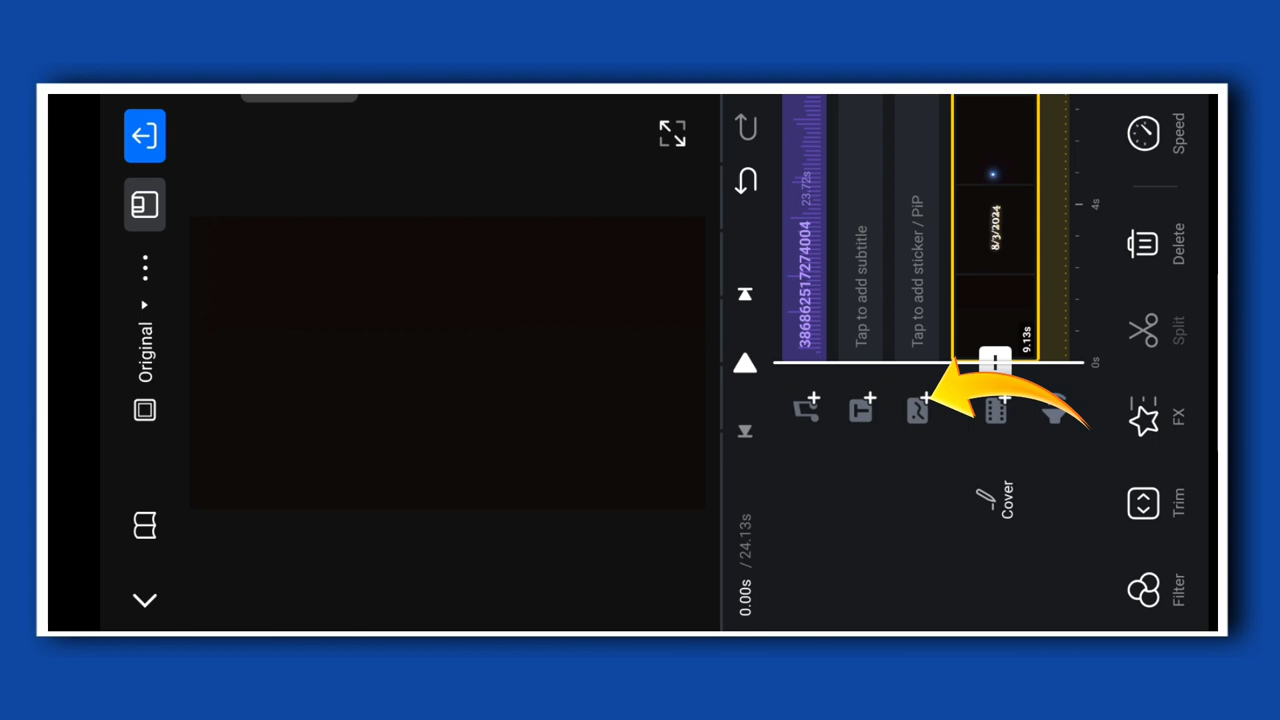 Original
0.00s / 24.13s
386862517274004 23.72s
Tap to add subtitle
Tap to add sticker / PiP
8/3/2024
9.13s
Cover
0s
4s
Filter
Trim
FX
Split
Delete
Speed